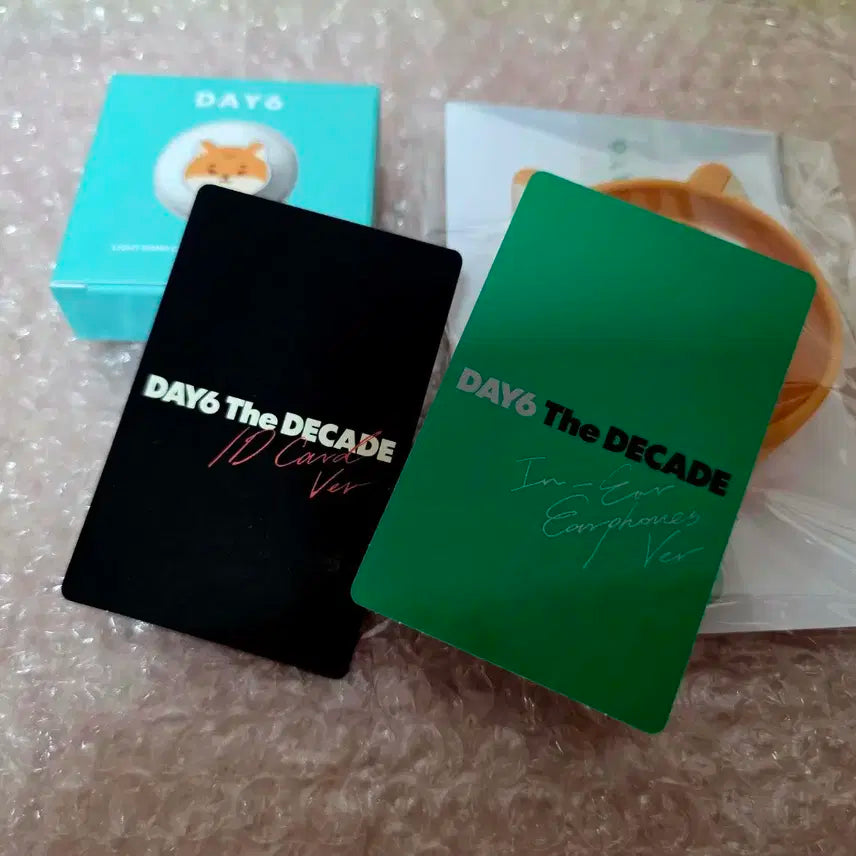 DAY6
DAY6 The DECADE
ID Card
Ver
DAY6 The DECADE
In-Ear
Earphones
Ver